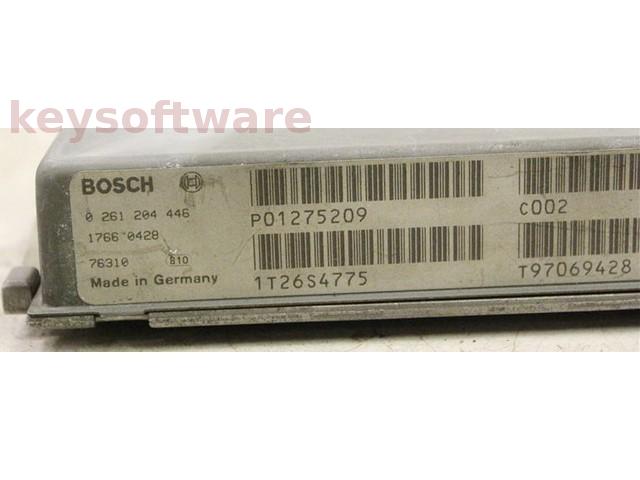 keysoftware
BOSCH
0 261 204 446
1766 0428
76310 810
Made in Germany
P01275209
1T26S4775
C002
T97069428